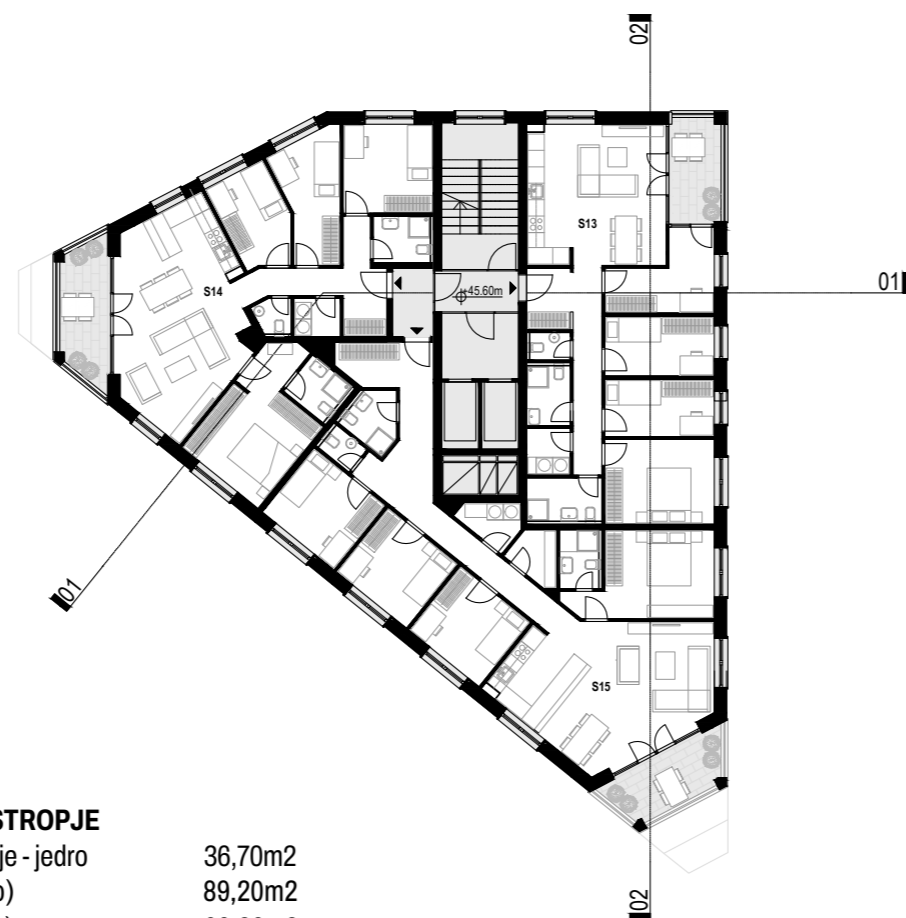 02
S13
01
S14
+45.60m
01
S15
STROPJE
je - jedro 36,70m2
o) 89,20m2
02